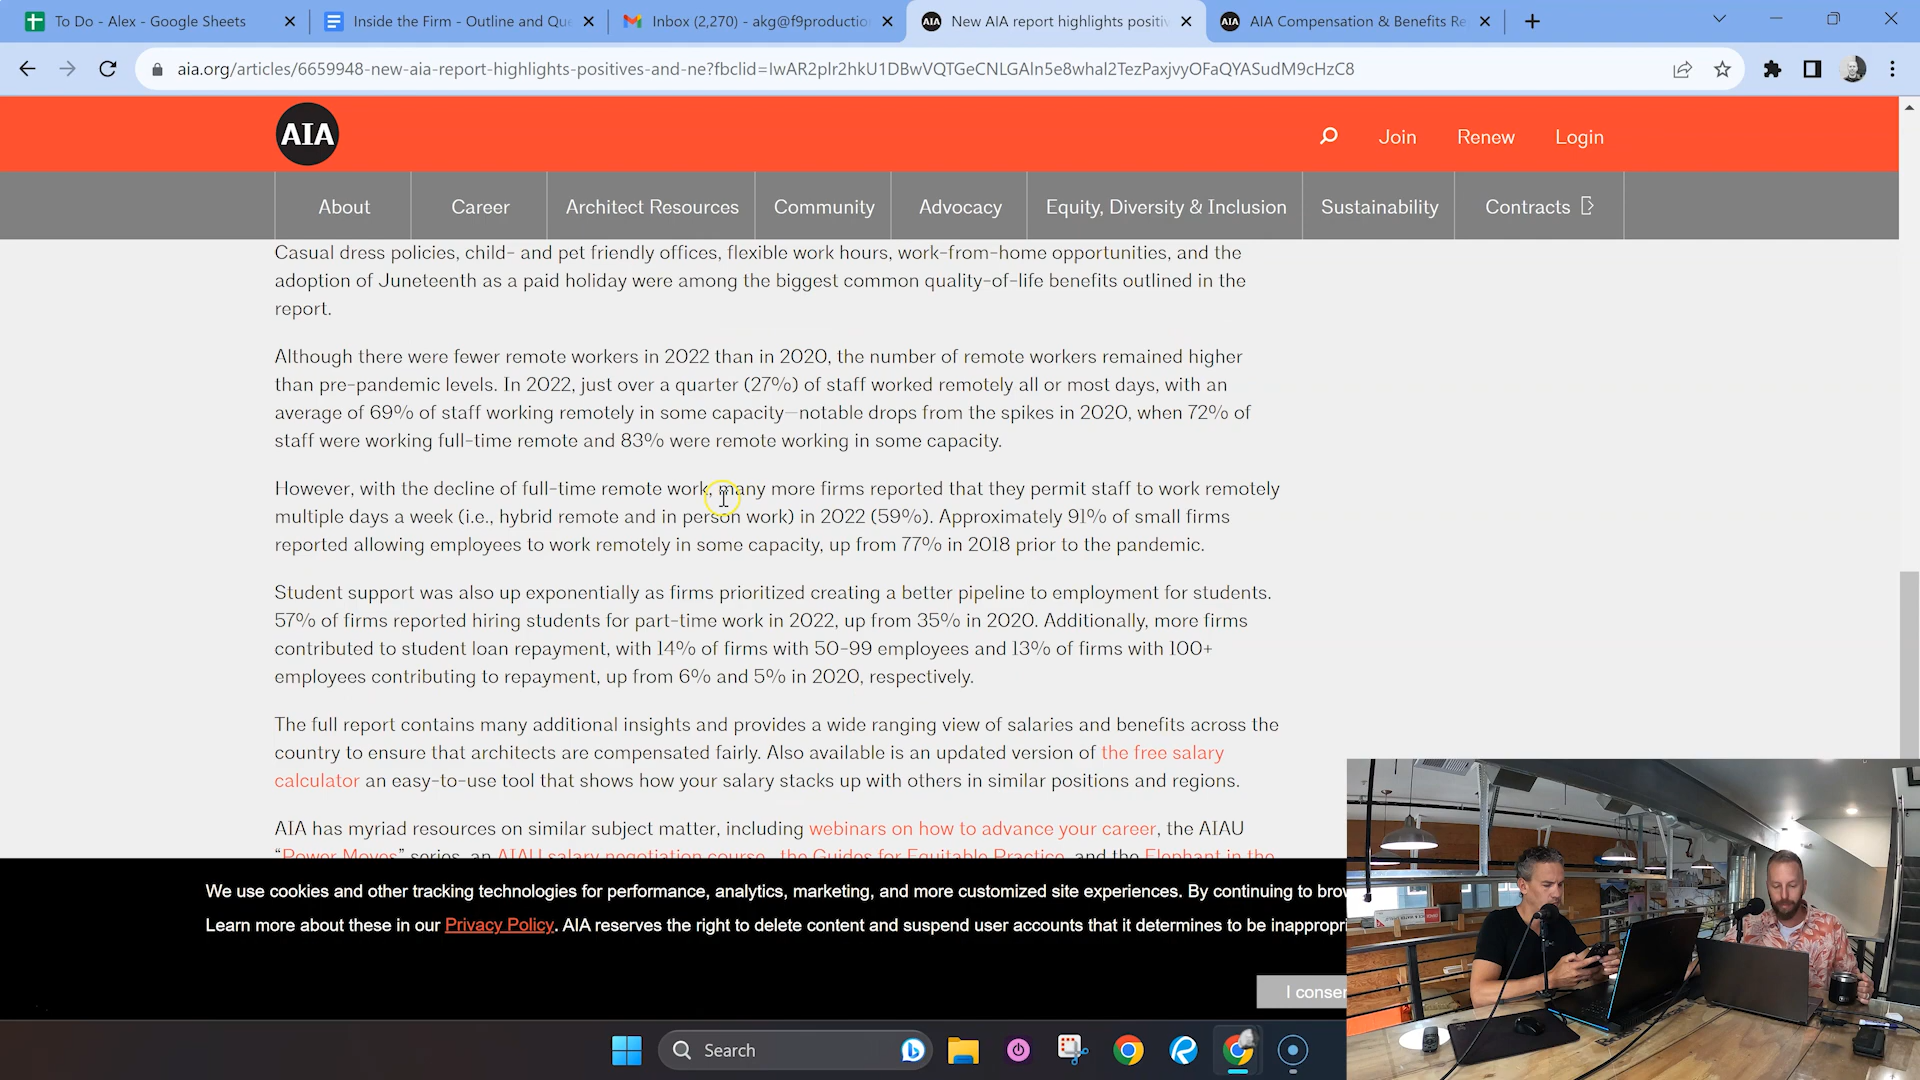 To Do - Alex - Google Sheets
Inside the Firm - Outline and Que
Inbox (2,270) - akg@f9productio
New AIA report highlights positiv
AIA Compensation & Benefits Re
aia.org/articles/6659948-new-aia-report-highlights-positives-and-ne?fbclid=IwAR2plr2hkU1DBwVQTGeCNLGAln5e8whal2TezPaxjvyOFaQYASudM9cHzC8
AIA
Join
Renew
Login
About
Career
Architect Resources
Community
Advocacy
Equity, Diversity & Inclusion
Sustainability
Contracts
Casual dress policies, child- and pet friendly offices, flexible work hours, work-from-home opportunities, and the
adoption of Juneteenth as a paid holiday were among the biggest common quality-of-life benefits outlined in the
report.
Although there were fewer remote workers in 2022 than in 2020, the number of remote workers remained higher
than pre-pandemic levels. In 2022, just over a quarter (27%) of staff worked remotely all or most days, with an
average of 69% of staff working remotely in some capacity—notable drops from the spikes in 2020, when 72% of
staff were working full-time remote and 83% were remote working in some capacity.
However, with the decline of full-time remote work, many more firms reported that they permit staff to work remotely
multiple days a week (i.e., hybrid remote and in person work) in 2022 (59%). Approximately 91% of small firms
reported allowing employees to work remotely in some capacity, up from 77% in 2018 prior to the pandemic.
Student support was also up exponentially as firms prioritized creating a better pipeline to employment for students.
57% of firms reported hiring students for part-time work in 2022, up from 35% in 2020. Additionally, more firms
contributed to student loan repayment, with 14% of firms with 50-99 employees and 13% of firms with 100+
employees contributing to repayment, up from 6% and 5% in 2020, respectively.
The full report contains many additional insights and provides a wide ranging view of salaries and benefits across the
country to ensure that architects are compensated fairly. Also available is an updated version of the free salary
calculator an easy-to-use tool that shows how your salary stacks up with others in similar positions and regions.
AIA has myriad resources on similar subject matter, including webinars on how to advance your career, the AIAU
“Power Moves” series, an AIAU salary negotiation course, the Guides for Equitable Practice, and the Elephant in the
We use cookies and other tracking technologies for performance, analytics, marketing, and more customized site experiences. By continuing to brow
Learn more about these in our Privacy Policy. AIA reserves the right to delete content and suspend user accounts that it determines to be inappropri
I consen
Search